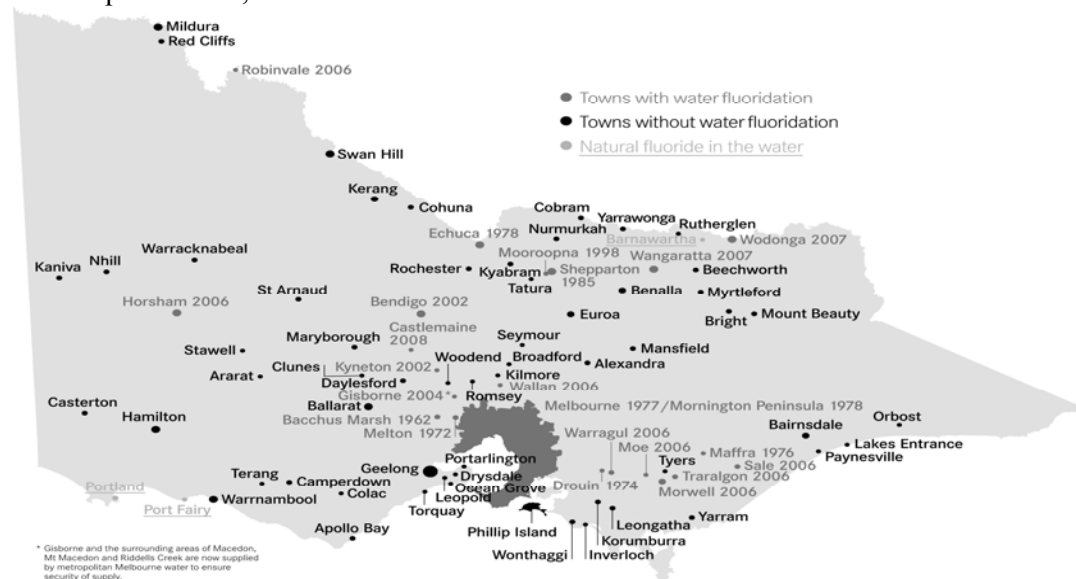 Mildura
Red Cliffs
Robinvale 2006
Towns with water fluoridation
Towns without water fluoridation
Natural fluoride in the water
Swan Hill
Kerang
Cohuna
Cobram
Yarrawonga
Rutherglen
Echuca 1978
Nurmurkah
Barnawartha
Wodonga 2007
Warracknabeal
Mooroopna 1998
Wangaratta 2007
Kaniva
Nhill
Rochester
Kyabram
Shepparton
1985
Beechworth
Tatura
St Arnaud
Benalla
Myrtleford
Horsham 2006
Bendigo 2002
Euroa
Bright
Mount Beauty
Castlemaine
2008
Maryborough
Seymour
Stawell
Woodend
Broadford
Mansfield
Clunes
Kyneton 2002
Alexandra
Ararat
Daylesford
Kilmore
Wallan 2006
Gisborne 2004
Romsey
Casterton
Ballarat
Melbourne 1977/Mornington Peninsula 1978
Hamilton
Bacchus Marsh 1962
Orbost
Melton 1972
Warragul 2006
Bairnsdale
Moe 2006
Lakes Entrance
Maffra 1976
Paynesville
Portarlington
Tyers
Sale 2006
Geelong
Terang
Camperdown
Drysdale
Traralgon 2006
Portland
Colac
Ocean Grove
Drouin 1974
Morwell 2006
Warrnambool
Leopold
Port Fairy
Torquay
Yarram
Apollo Bay
Phillip Island
Leongatha
Korumburra
Wonthaggi
Inverloch
* Gisborne and the surrounding areas of Macedon,
Mt Macedon and Riddells Creek are now supplied
by metropolitan Melbourne water to ensure
security of supply.